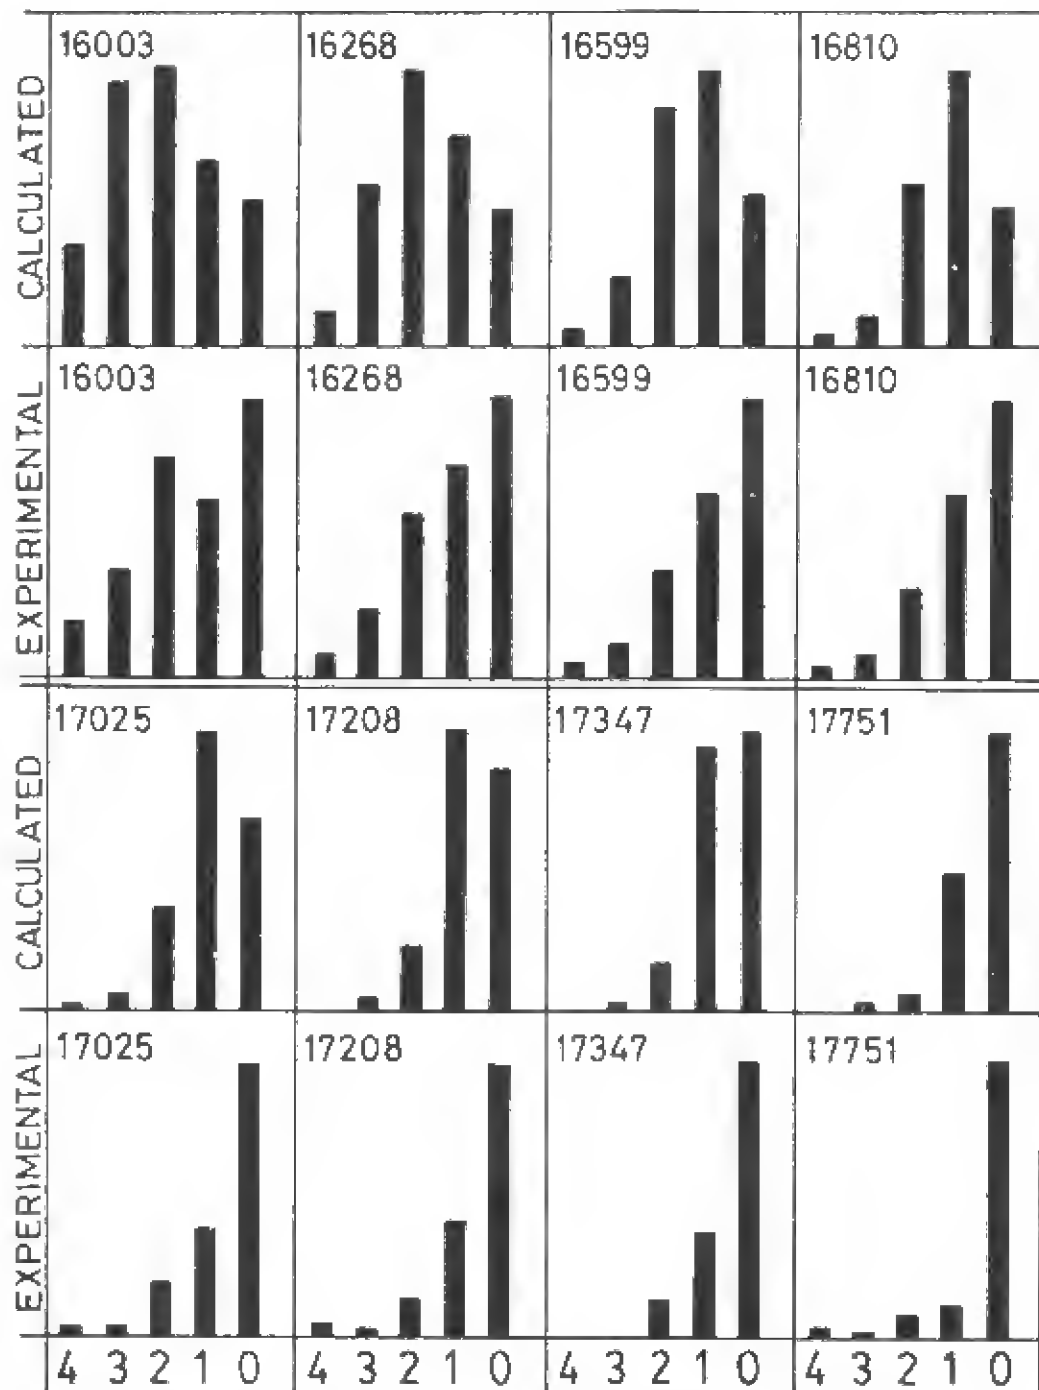 CALCULATED
16003 16268 16599 16810
EXPERIMENTAL
16003 16268 16599 16810
CALCULATED
17025 17208 17347 17751
EXPERIMENTAL
17025 17208 17347 17751
4 3 2 1 0 4 3 2 1 0 4 3 2 1 0 4 3 2 1 0